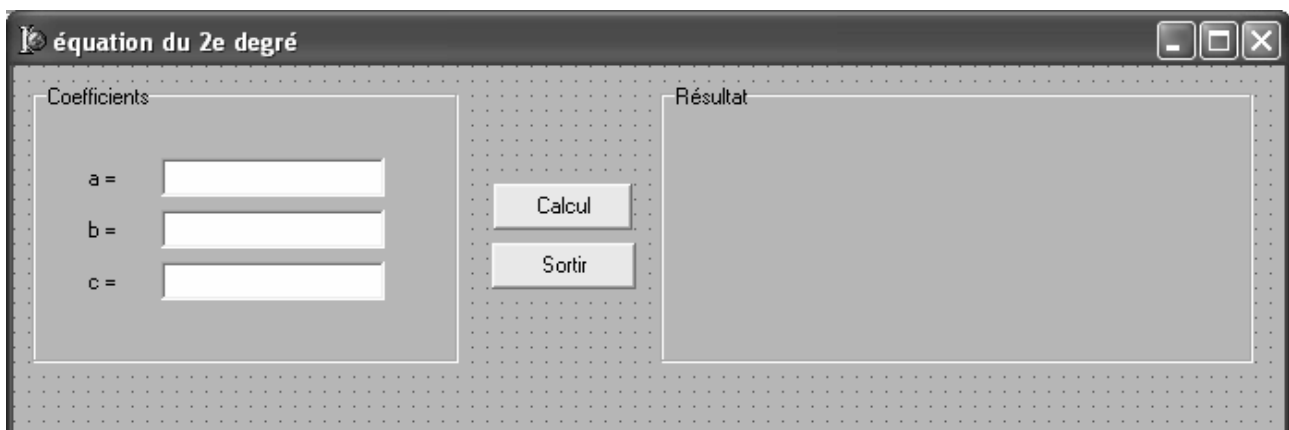 équation du 2e degré
Coefficients
a =
b =
c =
Calcul
Sortir
Résultat